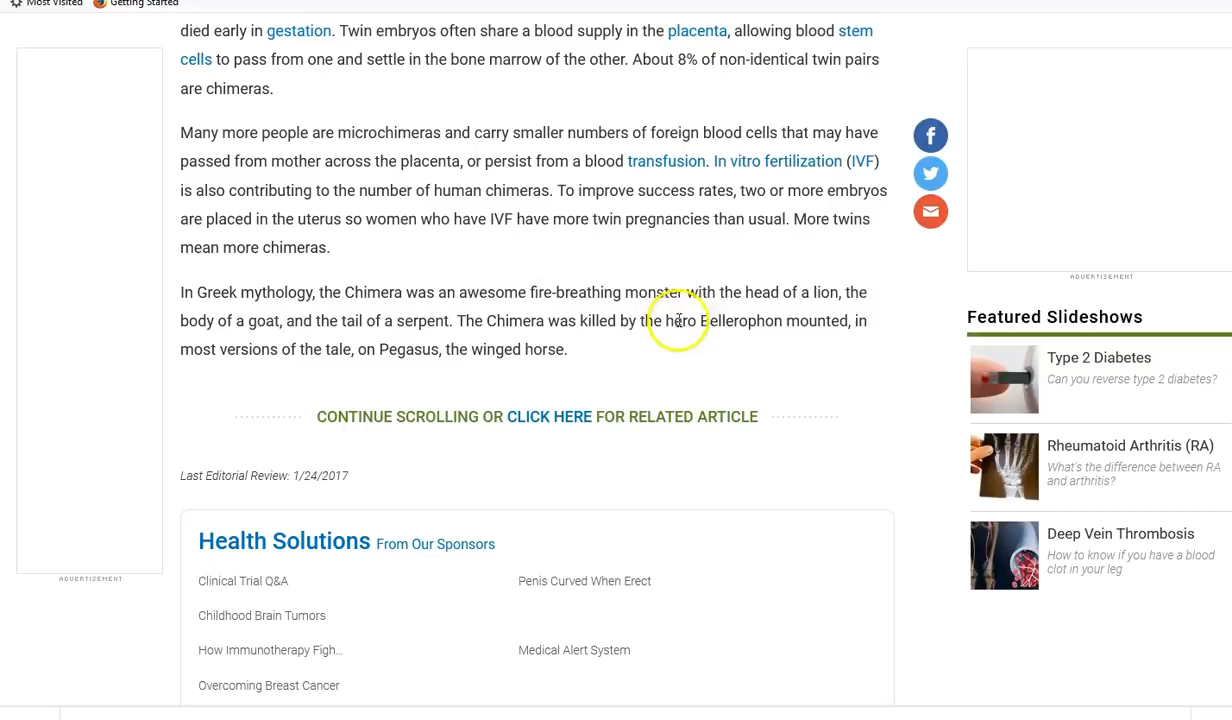 Most Visited Getting Started
died early in gestation. Twin embryos often share a blood supply in the placenta, allowing blood stem
cells to pass from one and settle in the bone marrow of the other. About 8% of non-identical twin pairs
are chimeras.
Many more people are microchimeras and carry smaller numbers of foreign blood cells that may have
passed from mother across the placenta, or persist from a blood transfusion. In vitro fertilization (IVF)
is also contributing to the number of human chimeras. To improve success rates, two or more embryos
are placed in the uterus so women who have IVF have more twin pregnancies than usual. More twins
mean more chimeras.
In Greek mythology, the Chimera was an awesome fire-breathing monster with the head of a lion, the
body of a goat, and the tail of a serpent. The Chimera was killed by the hero Bellerophon mounted, in
most versions of the tale, on Pegasus, the winged horse.
CONTINUE SCROLLING OR CLICK HERE FOR RELATED ARTICLE
Last Editorial Review: 1/24/2017
Health Solutions From Our Sponsors
Clinical Trial Q&A
Penis Curved When Erect
Childhood Brain Tumors
How Immunotherapy Figh...
Medical Alert System
Overcoming Breast Cancer
ADVERTISEMENT
ADVERTISEMENT
Featured Slideshows
Type 2 Diabetes
Can you reverse type 2 diabetes?
Rheumatoid Arthritis (RA)
What's the difference between RA
and arthritis?
Deep Vein Thrombosis
How to know if you have a blood
clot in your leg